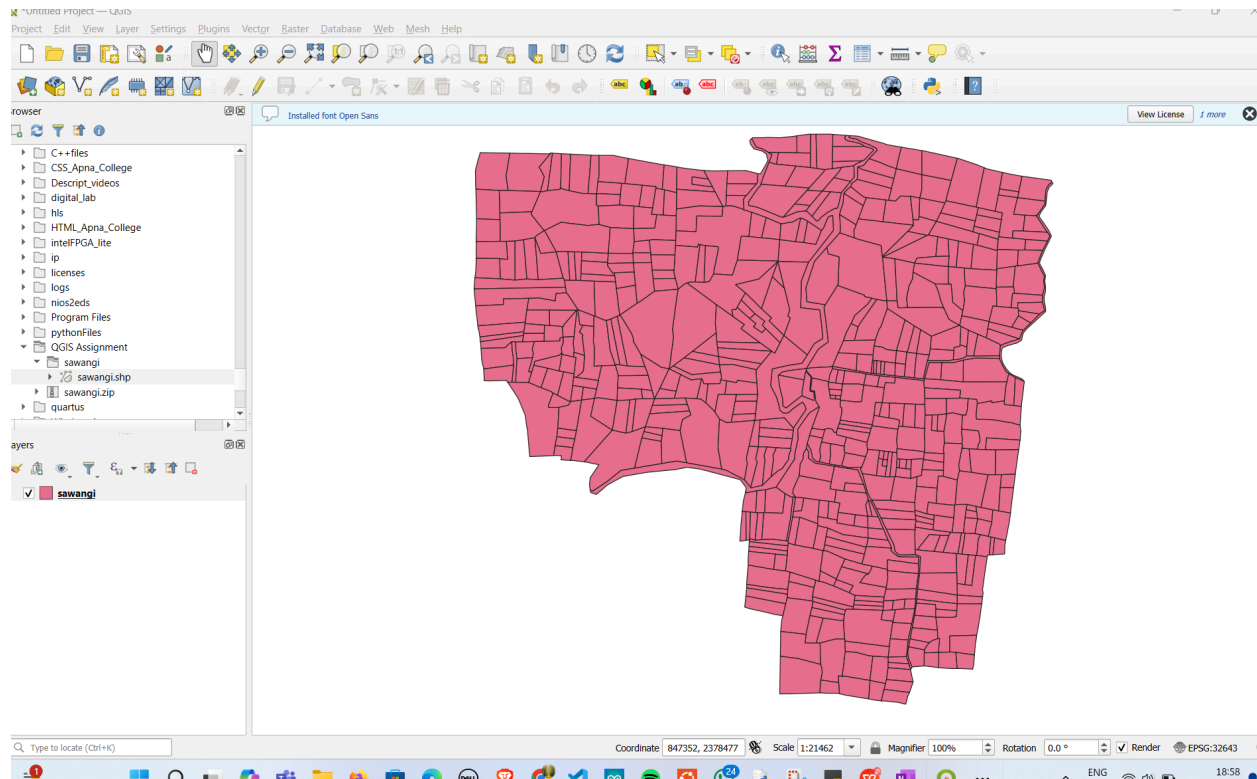 *Untitled Project — QGIS
Project Edit View Layer Settings Plugins Vector Raster Database Web Mesh Help
rowser
Installed font Open Sans
View License 1 more
C++files
CSS_Apna_College
Descript_videos
digital_lab
hls
HTML_Apna_College
intelFPGA_lite
ip
licenses
logs
nios2eds
Program Files
pythonFiles
QGIS Assignment
sawangi
sawangi.shp
sawangi.zip
quartus
ayers
sawangi
Type to locate (Ctrl+K)
Coordinate 847352, 2378477 Scale 1:21462 Magnifier 100% Rotation 0.0 ° Render EPSG:32643
1 24 ENG 18:58